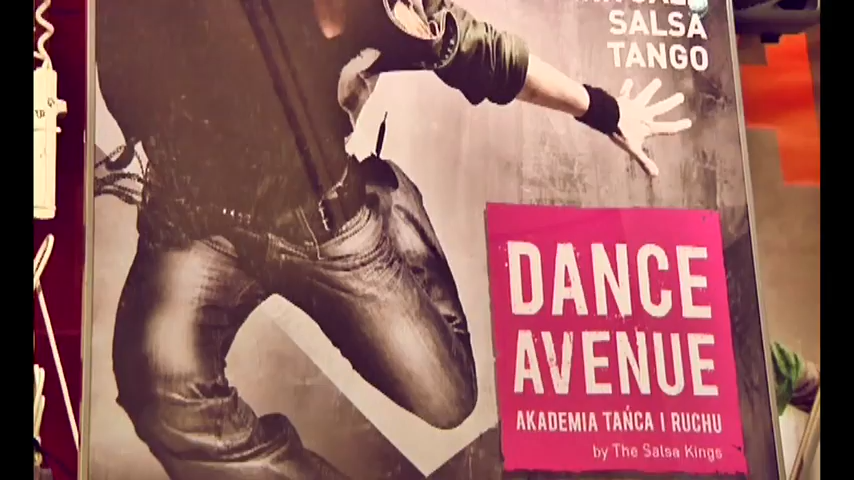 SALSA
TANGO
DANCE
AVENUE
AKADEMIA TAŃCA I RUCHU
by The Salsa Kings